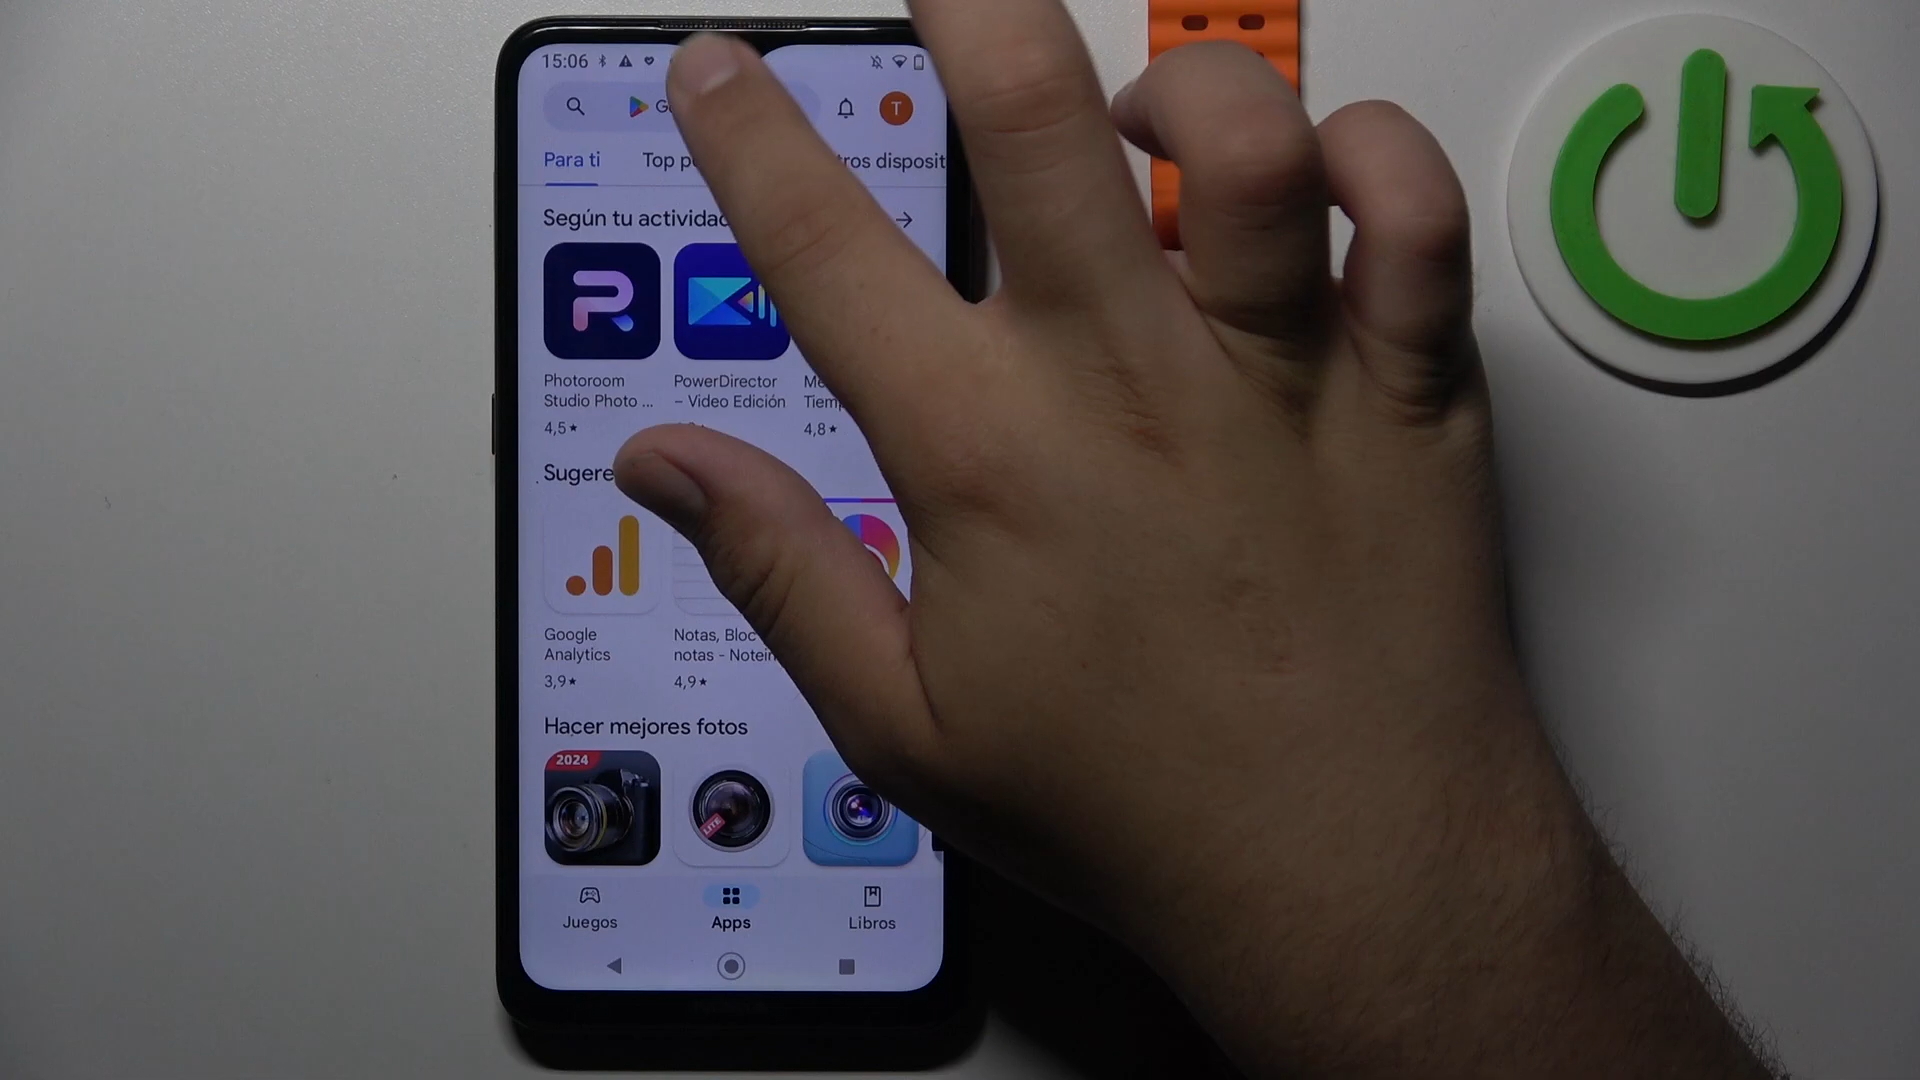 15:06
G
T
Para ti
Top
tros disposit
Según tu actividad
Photoroom
Studio Photo ...
4,5★
PowerDirector
– Video Edición
Tiem
4,8★
Sugere
Google
Analytics
3,9★
Notas, Bloc
notas - Notein
4,9★
Hacer mejores fotos
2024
LITE
Juegos
Apps
Libros